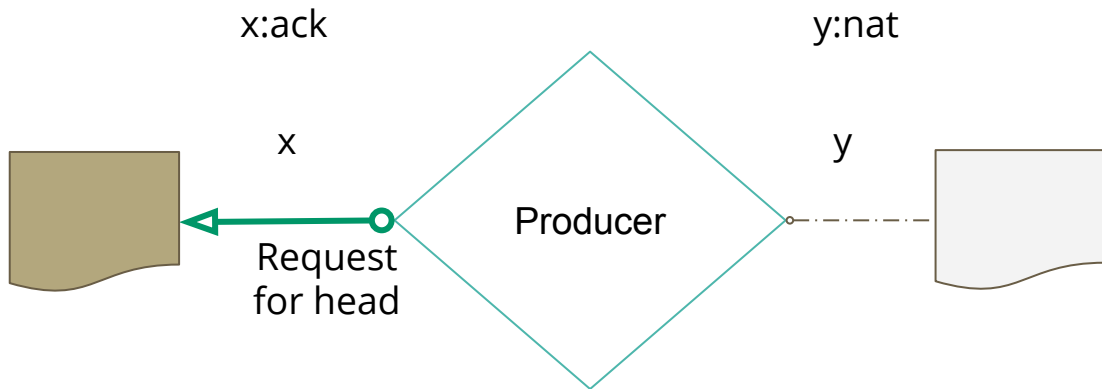 x:ack
y:nat
x
y
Producer
Request
for head